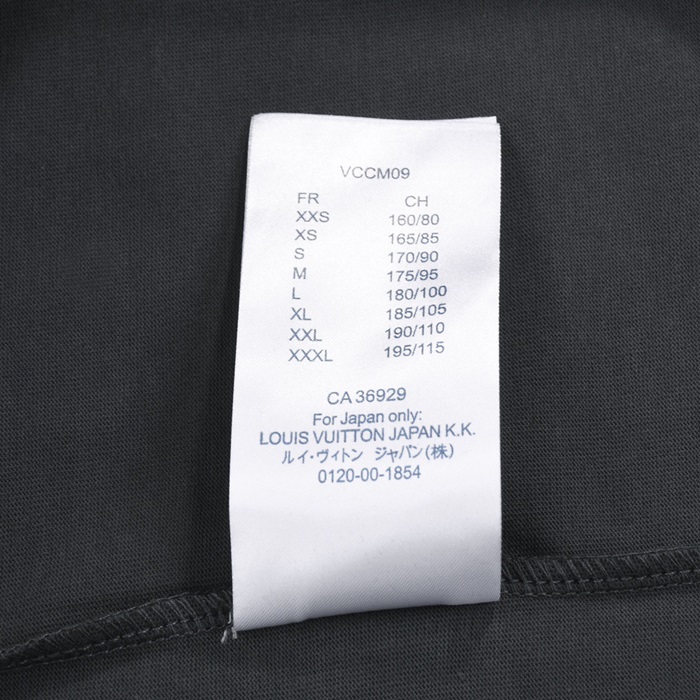 VCCM09
FR CH
XXS 160/80
XS 165/85
S 170/90
M 175/95
L 180/100
XL 185/105
XXL 190/110
XXXL 195/115
CA 36929
For Japan only:
LOUIS VUITTON JAPAN K.K.
ルイ・ヴィトン ジャパン(株)
0120-00-1854